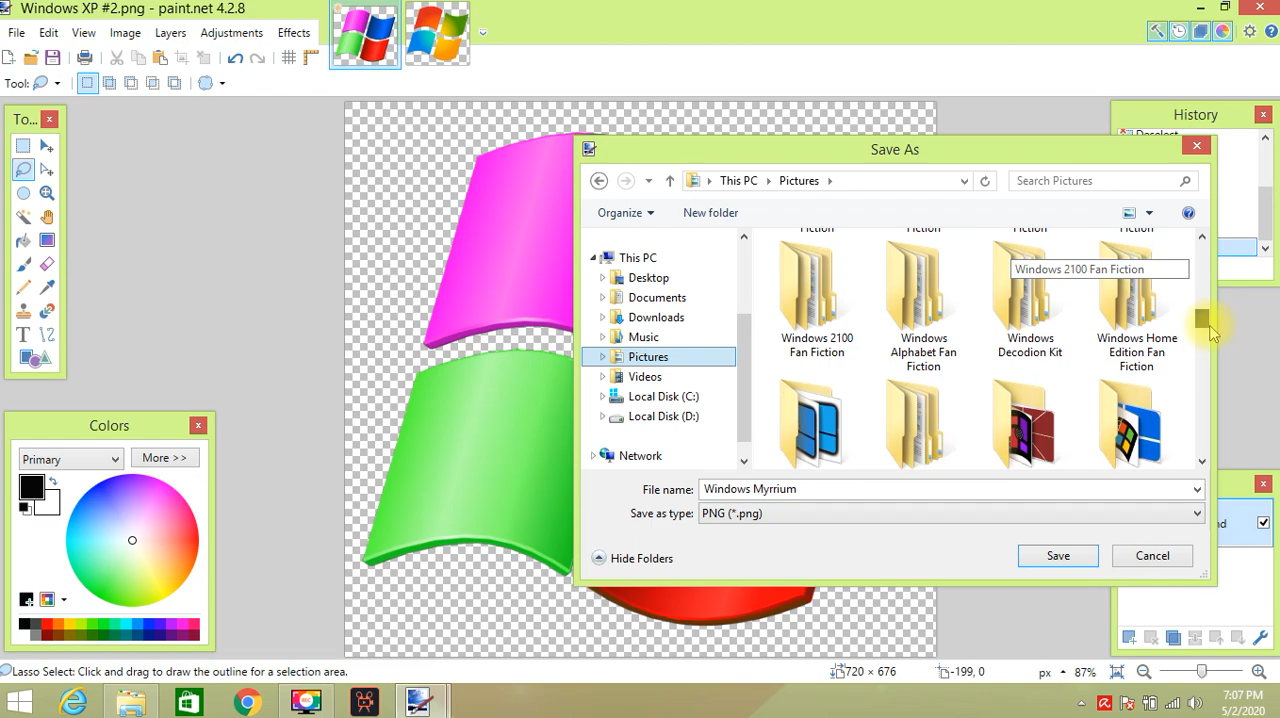 Windows XP #2.png - paint.net 4.2.8
File Edit View Image Layers Adjustments Effects
Tool:
To...
History
Deselect
Save As
This PC Pictures
Search Pictures
Organize New folder
This PC
Desktop
Documents
Downloads
Music
Pictures
Videos
Local Disk (C:)
Local Disk (D:)
Network
Fiction Fiction Fiction Fiction
Windows 2100 Fan Fiction
Windows 2100
Fan Fiction
Windows
Alphabet Fan
Fiction
Windows
Decodion Kit
Windows Home
Edition Fan
Fiction
File name: Windows Myrrium
Save as type: PNG (*.png)
Hide Folders
Save Cancel
Colors
Primary More >>
nd
Lasso Select: Click and drag to draw the outline for a selection area.
720 x 676
-199, 0
px
87%
REC
7:07 PM
5/2/2020